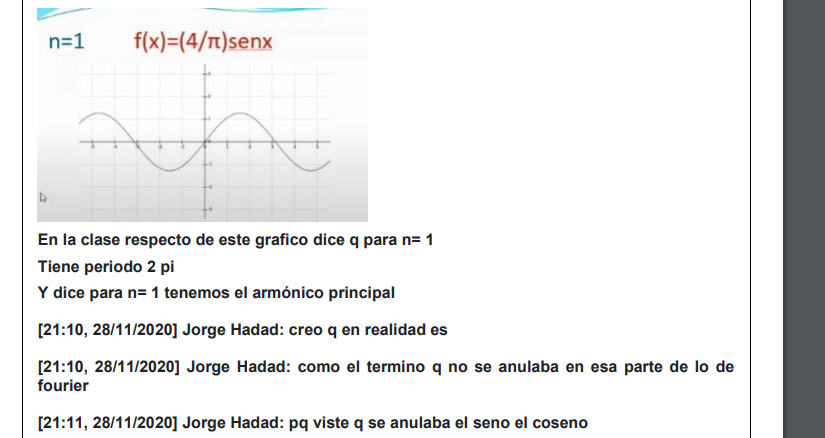 n=1 f(x)=(4/π)senx
En la clase respecto de este grafico dice q para n= 1
Tiene periodo 2 pi
Y dice para n= 1 tenemos el armónico principal
[21:10, 28/11/2020] Jorge Hadad: creo q en realidad es
[21:10, 28/11/2020] Jorge Hadad: como el termino q no se anulaba en esa parte de lo de
fourier
[21:11, 28/11/2020] Jorge Hadad: pq viste q se anulaba el seno el coseno